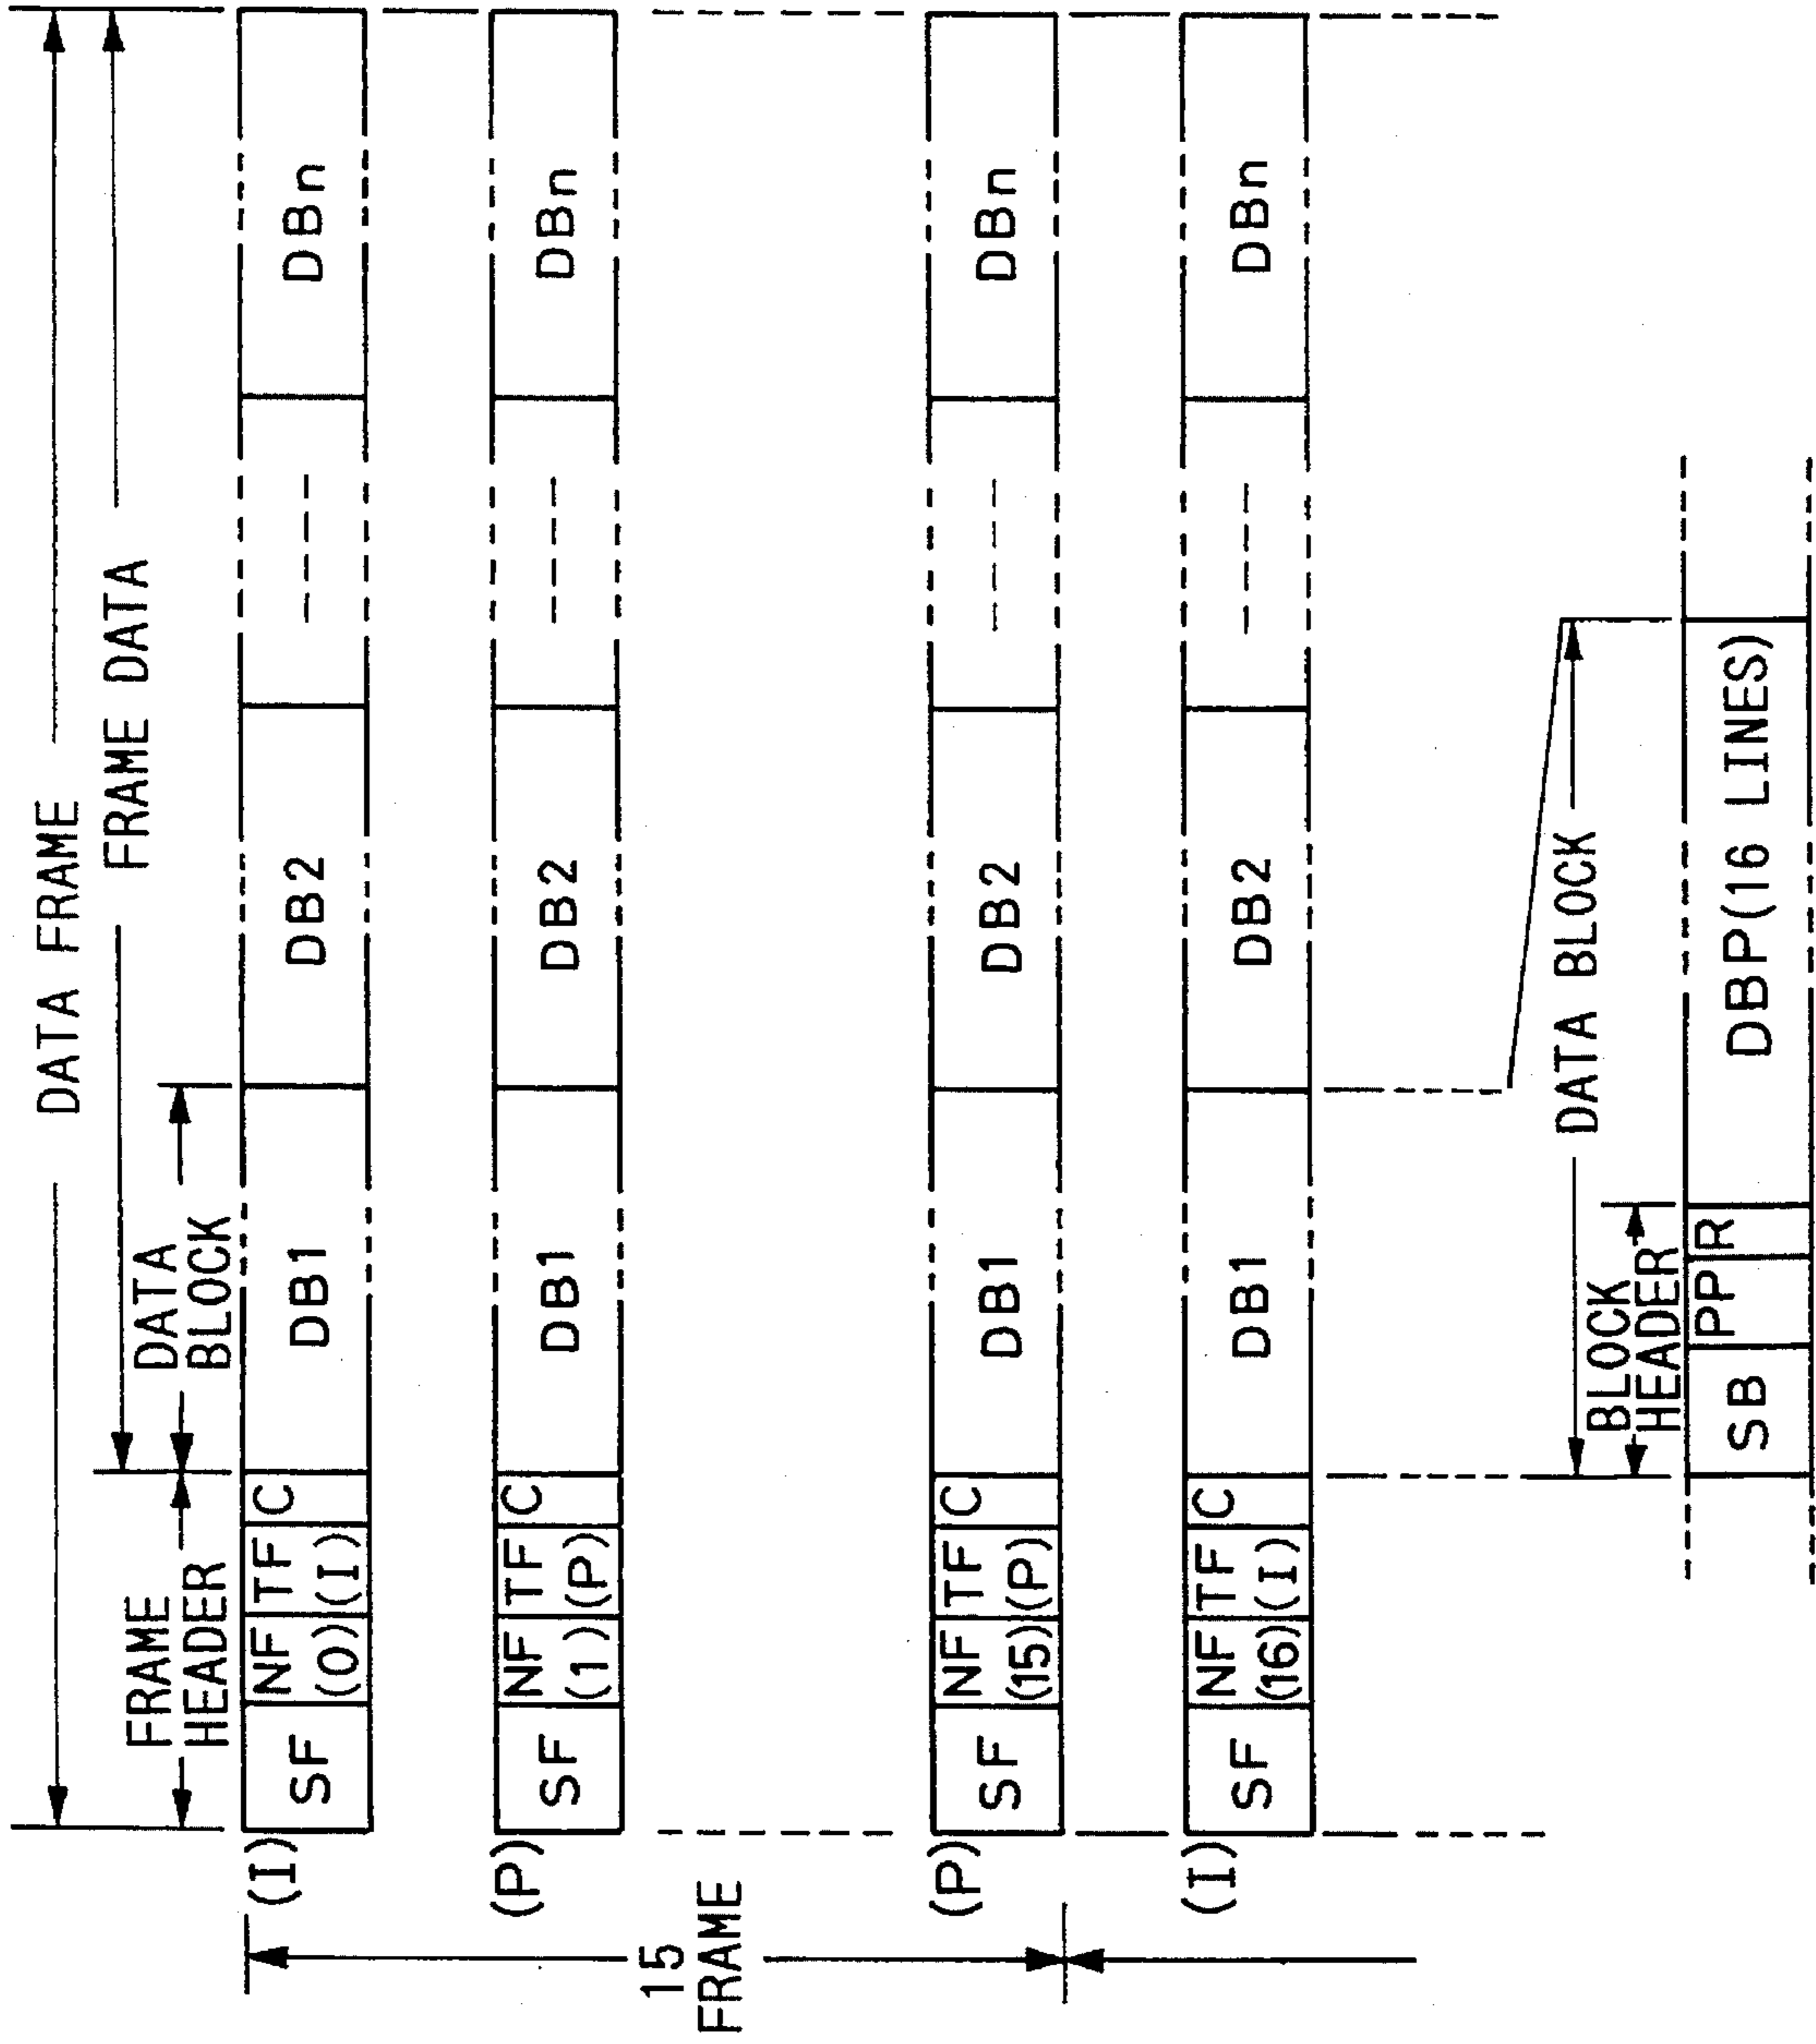 DATA FRAME
FRAME DATA
FRAME
HEADER
DATA
BLOCK
(I) SF NF (0) TF (I) C DB1 DB2 DBn
(P) SF NF (1) TF (P) C DB1 DB2 DBn
15
FRAME
(P) SF NF (15) TF (P) C DB1 DB2 DBn
(I) SF NF (16) TF (I) C DB1 DB2 DBn
DATA BLOCK
BLOCK
HEADER
SB PP R DBP(16 LINES)